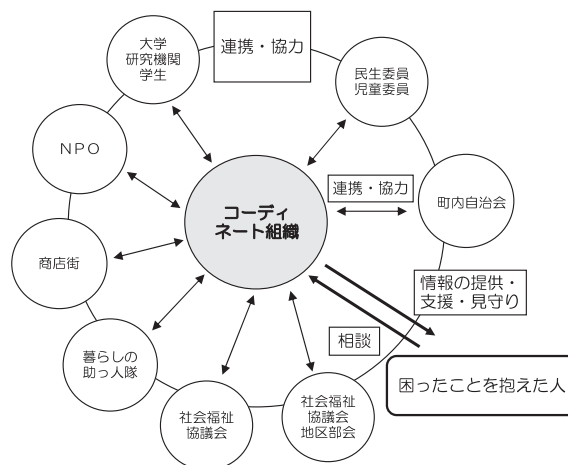 大学
研究機関
学生
連携・協力
民生委員
児童委員
NPO
コーディ
ネート組織
連携・協力
町内自治会
商店街
情報の提供・
支援・見守り
相談
暮らしの
助っ人隊
困ったことを抱えた人
社会福祉
協議会
社会福祉
協議会
地区部会